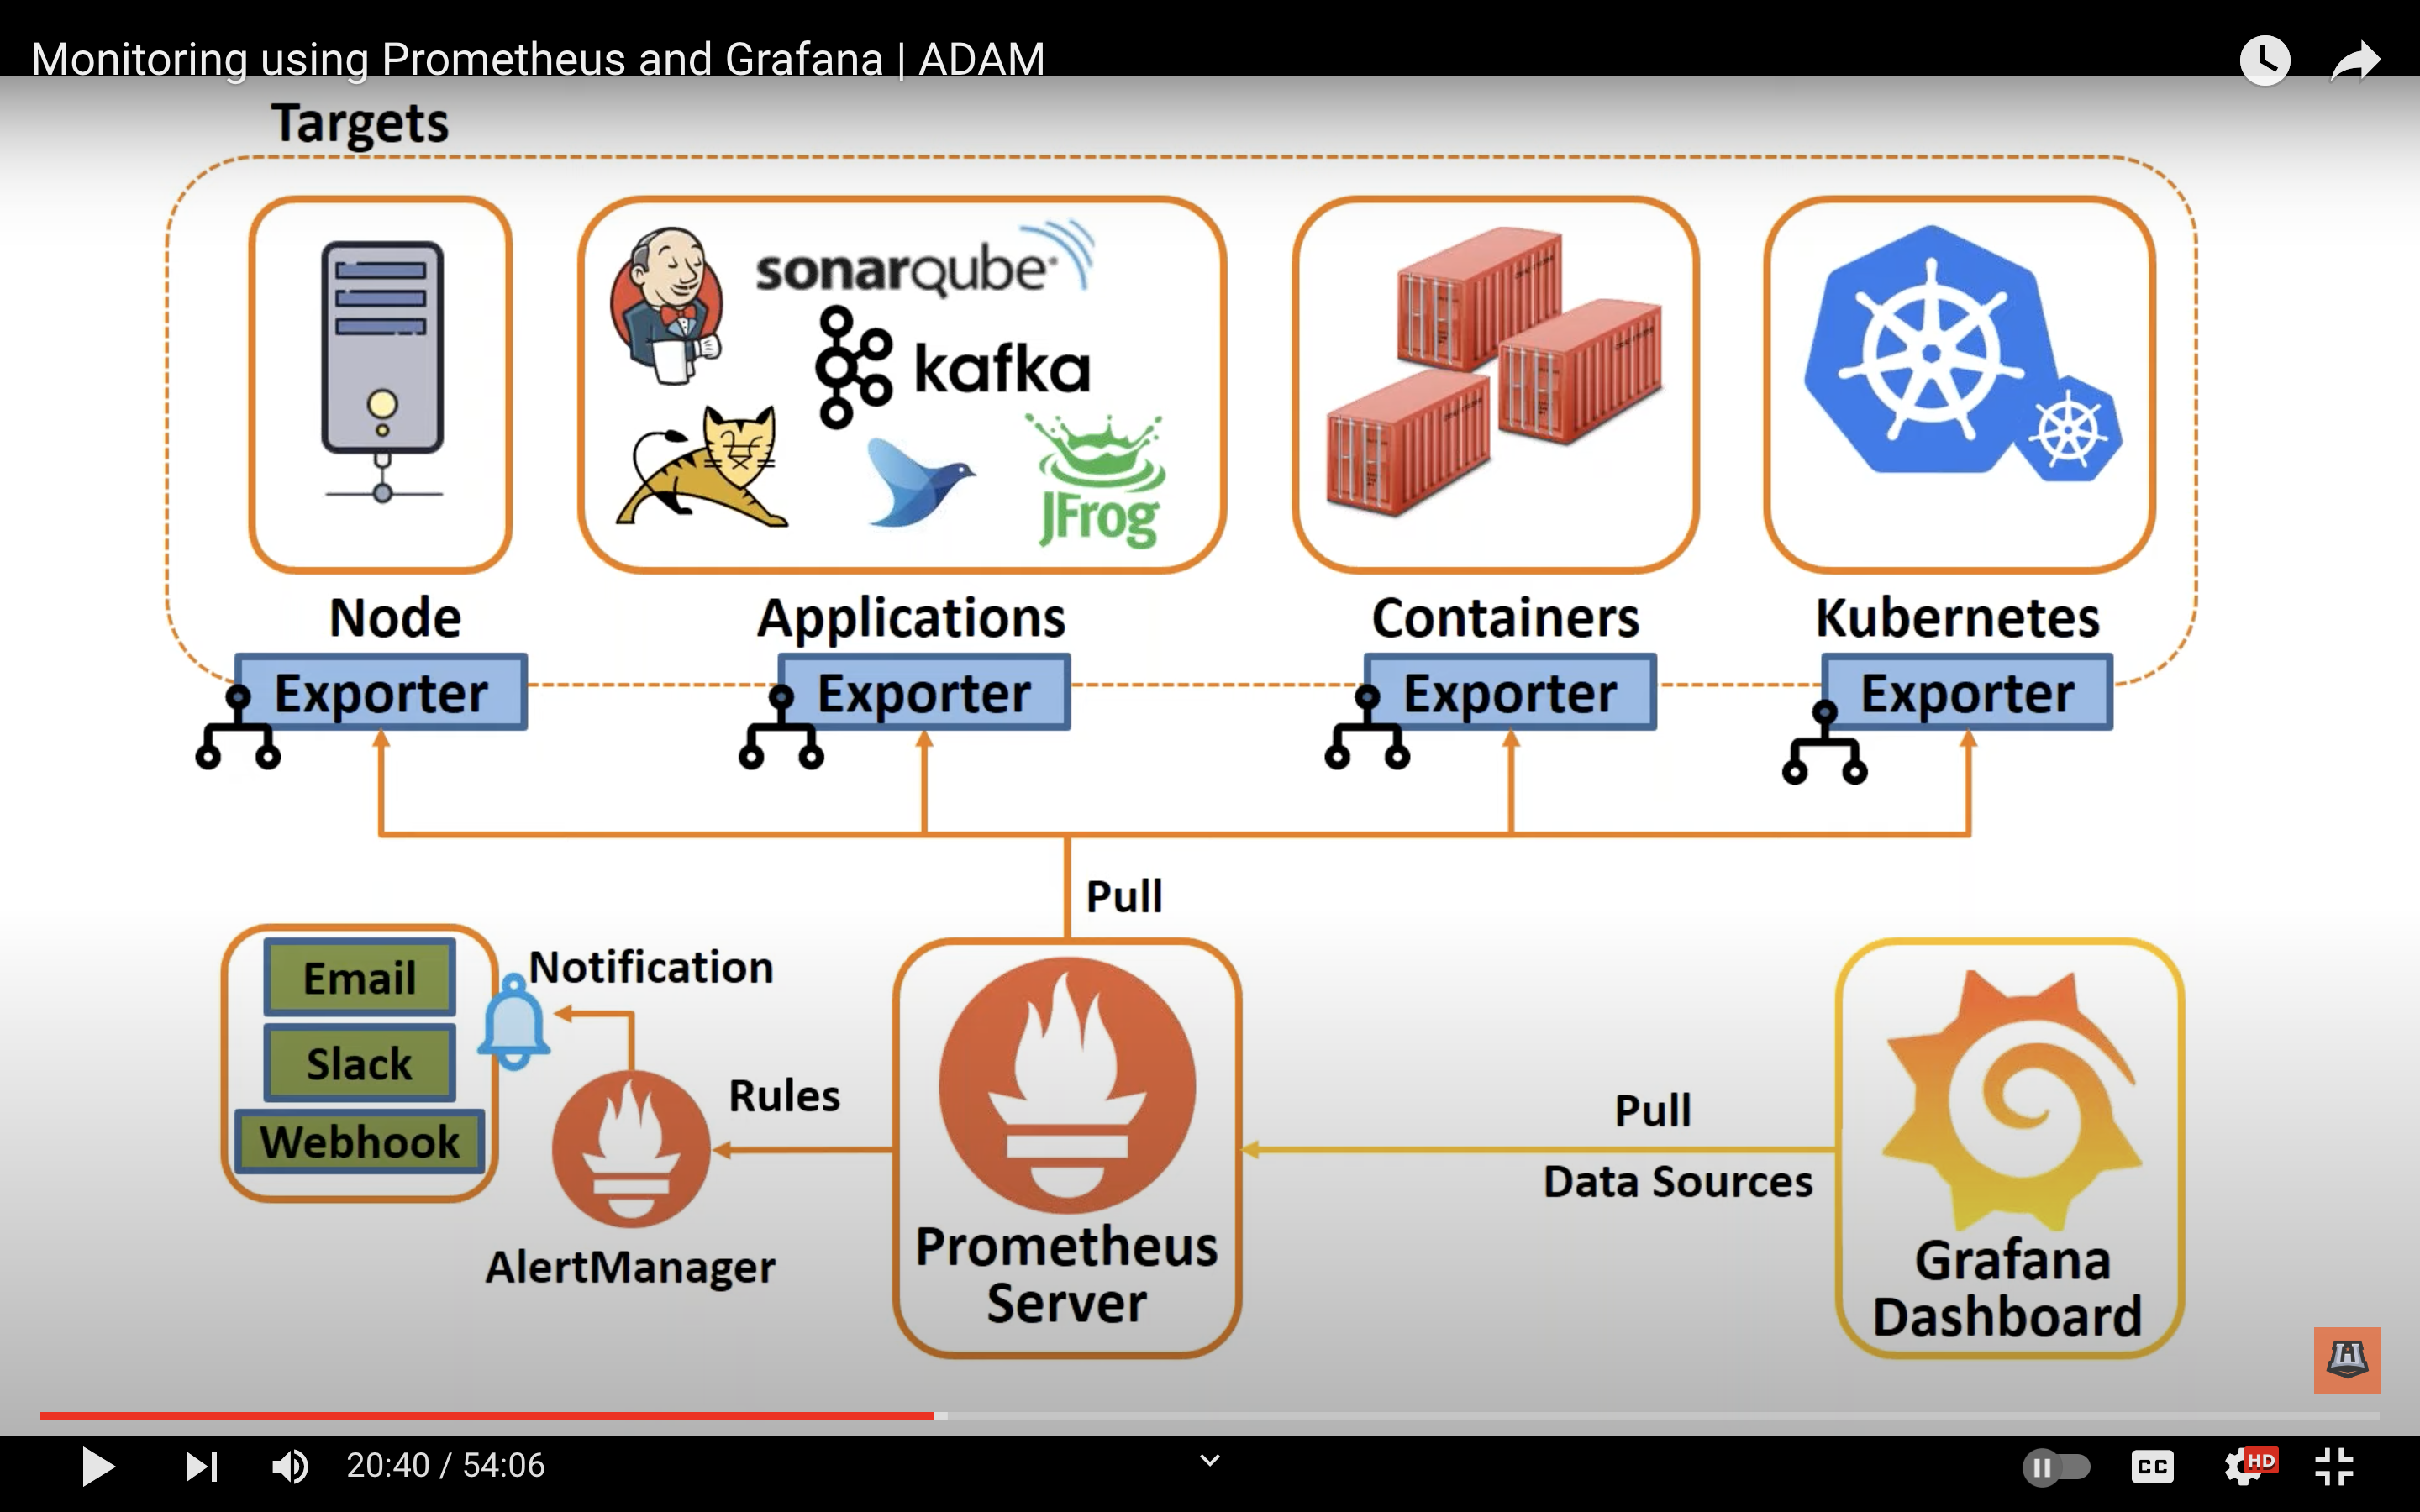 Monitoring using Prometheus and Grafana | ADAM
Targets
sonarqube
kafka
JFrog
Node
Applications
Containers
Kubernetes
Exporter
Exporter
Exporter
Exporter
Pull
Email
Slack
Webhook
Notification
Rules
AlertManager
Prometheus
Server
Pull
Data Sources
Grafana
Dashboard
A
20:40 / 54:06
CC
HD